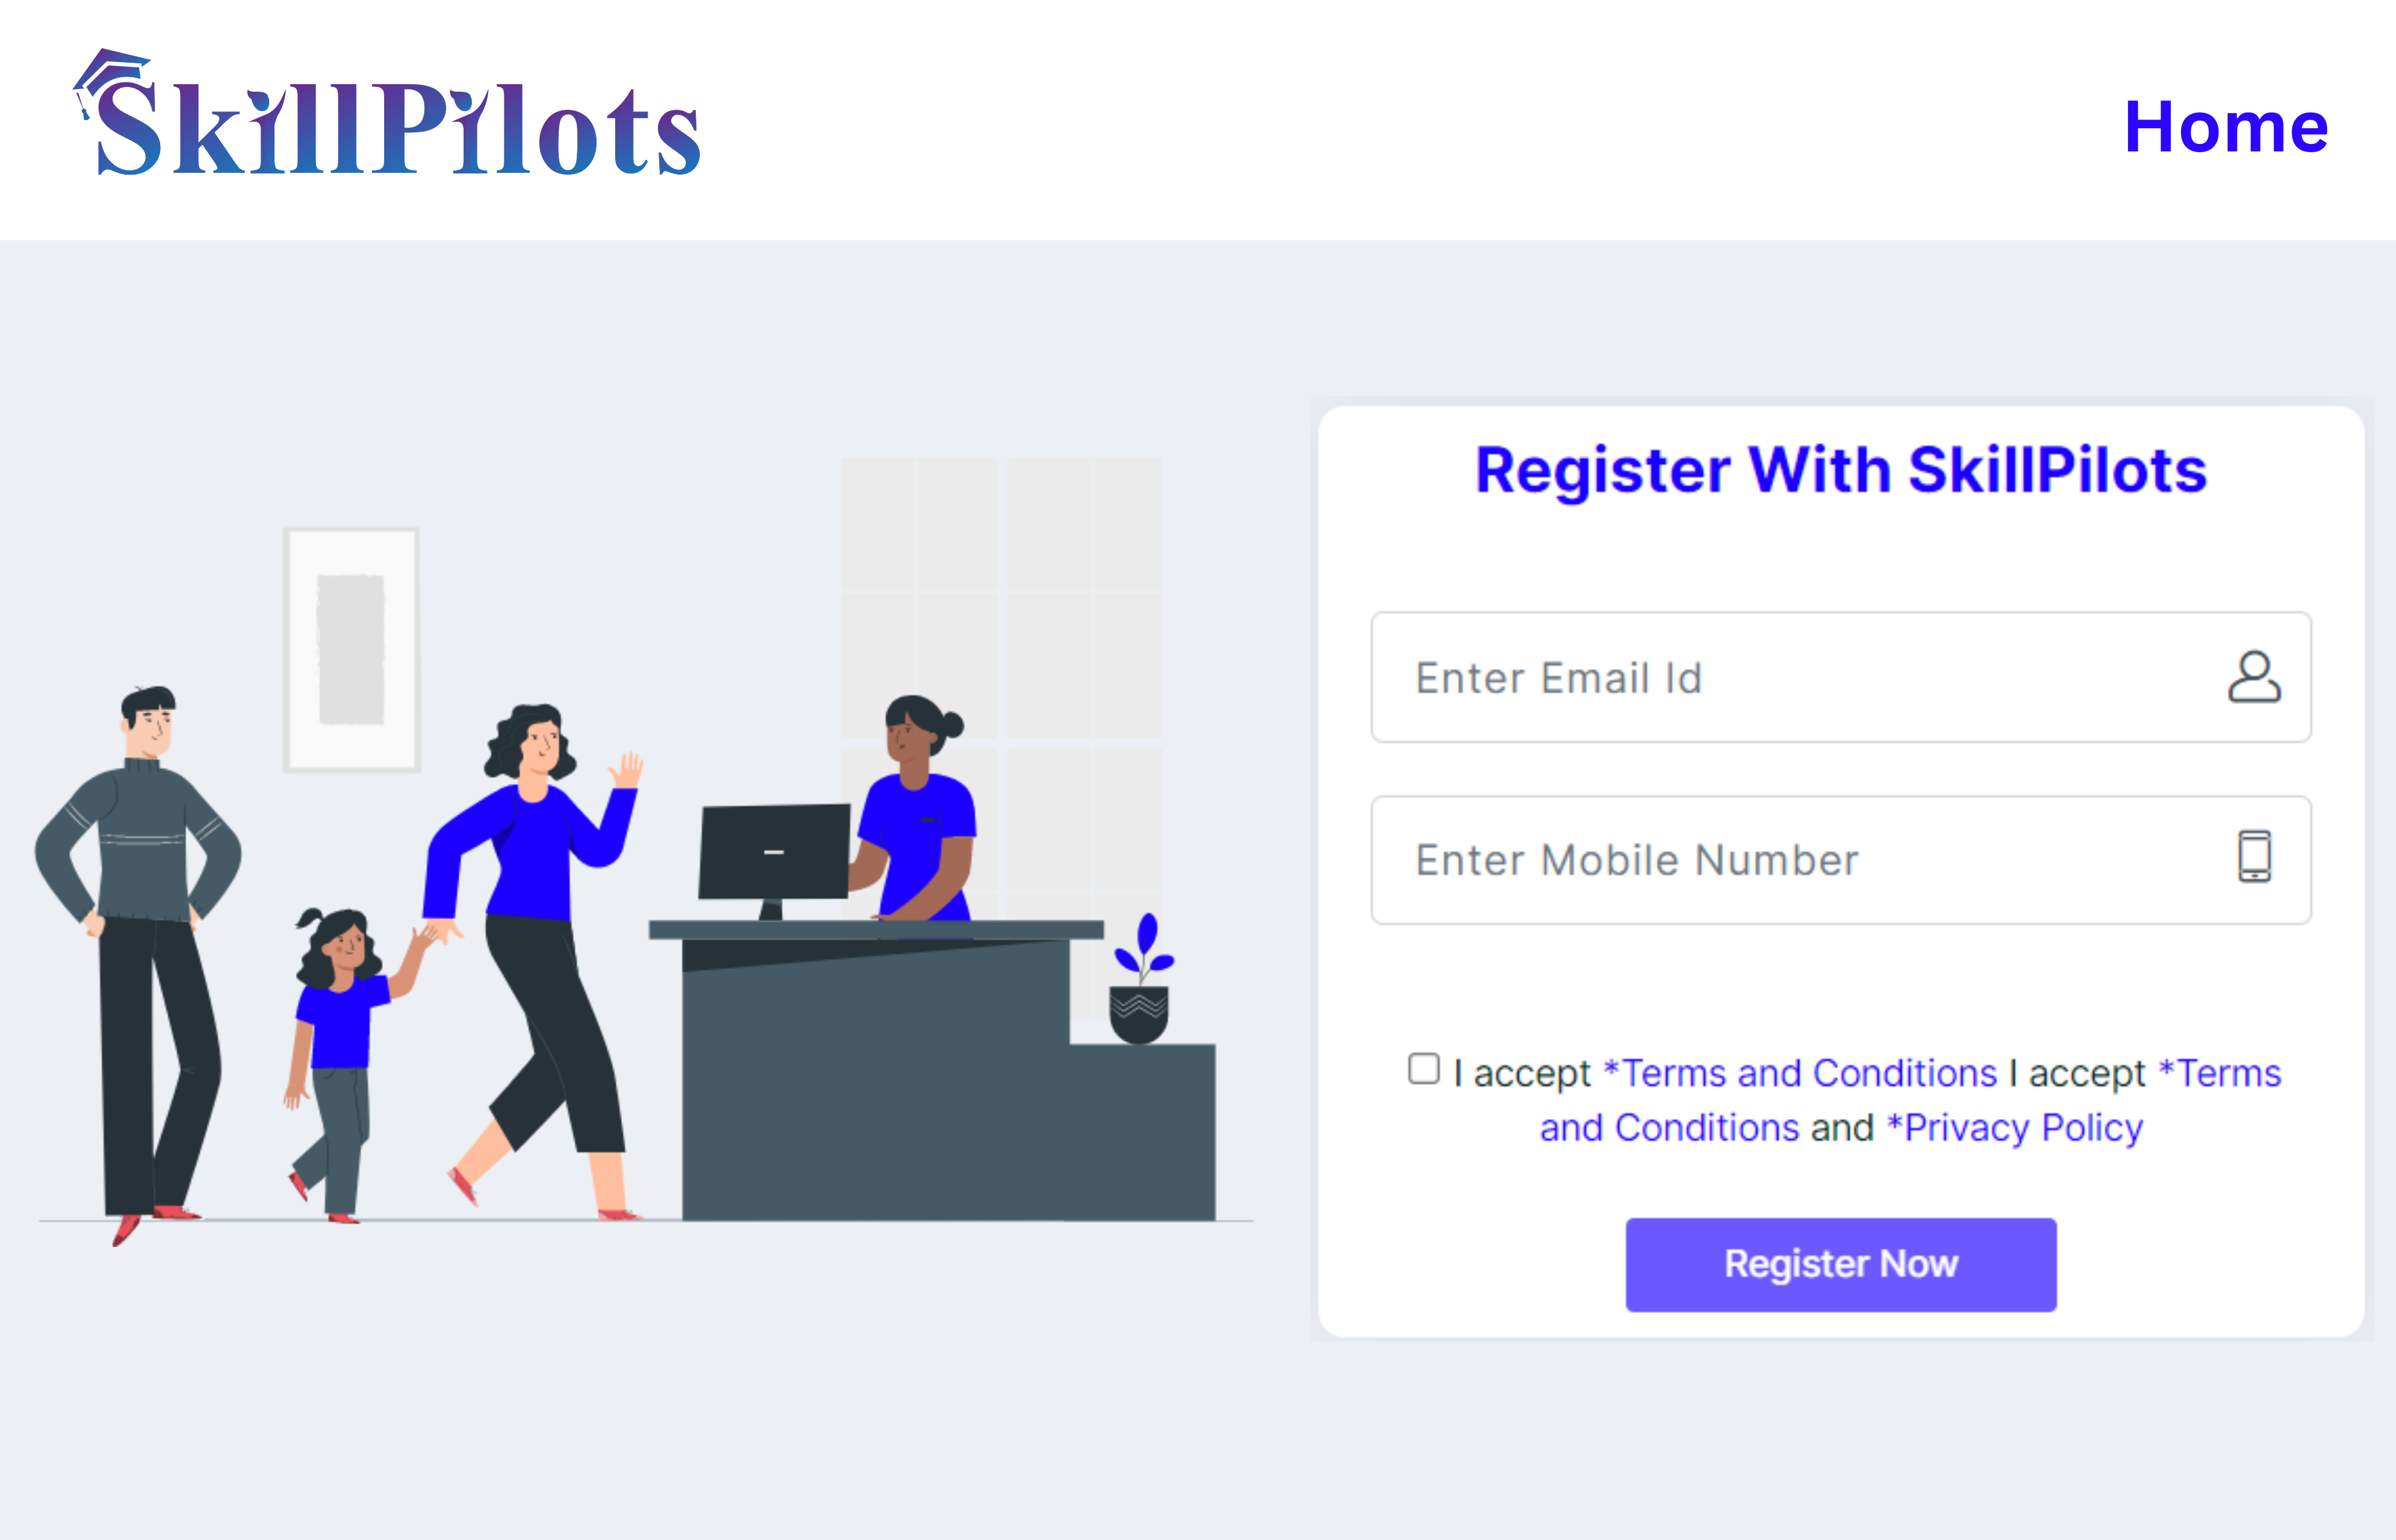 SkillPilots
Home
Register With SkillPilots
Enter Email Id
Enter Mobile Number
I accept *Terms and Conditions I accept *Terms
and Conditions and *Privacy Policy
Register Now